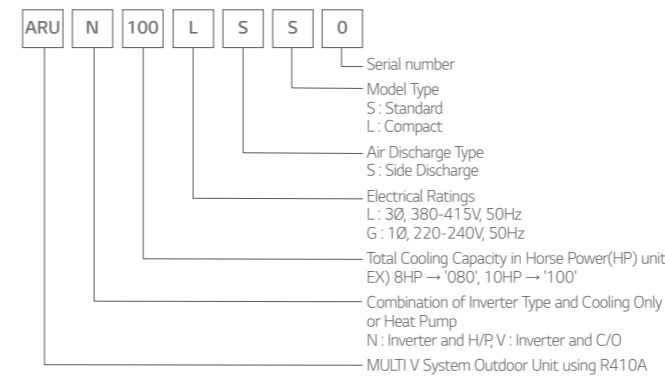 ARU N 100 L S S 0
Serial number
Model Type
S : Standard
L : Compact
Air Discharge Type
S : Side Discharge
Electrical Ratings
L : 3Ø, 380-415V, 50Hz
G : 1Ø, 220-240V, 50Hz
Total Cooling Capacity in Horse Power(HP) unit
EX) 8HP → '080', 10HP → '100'
Combination of Inverter Type and Cooling Only
or Heat Pump
N : Inverter and H/P, V : Inverter and C/O
MULTI V System Outdoor Unit using R410A